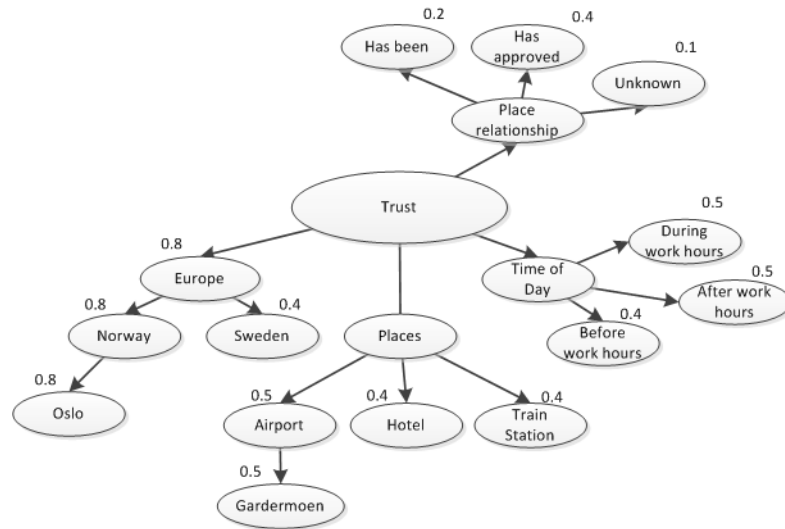 0.2
Has been
0.4
Has
approved
0.1
Unknown
Place
relationship
Trust
0.8
Europe
0.8
Norway
0.4
Sweden
0.8
Oslo
Places
0.5
Airport
0.4
Hotel
0.4
Train
Station
0.5
Gardermoen
Time of
Day
0.5
During
work hours
0.5
After work
hours
0.4
Before
work hours